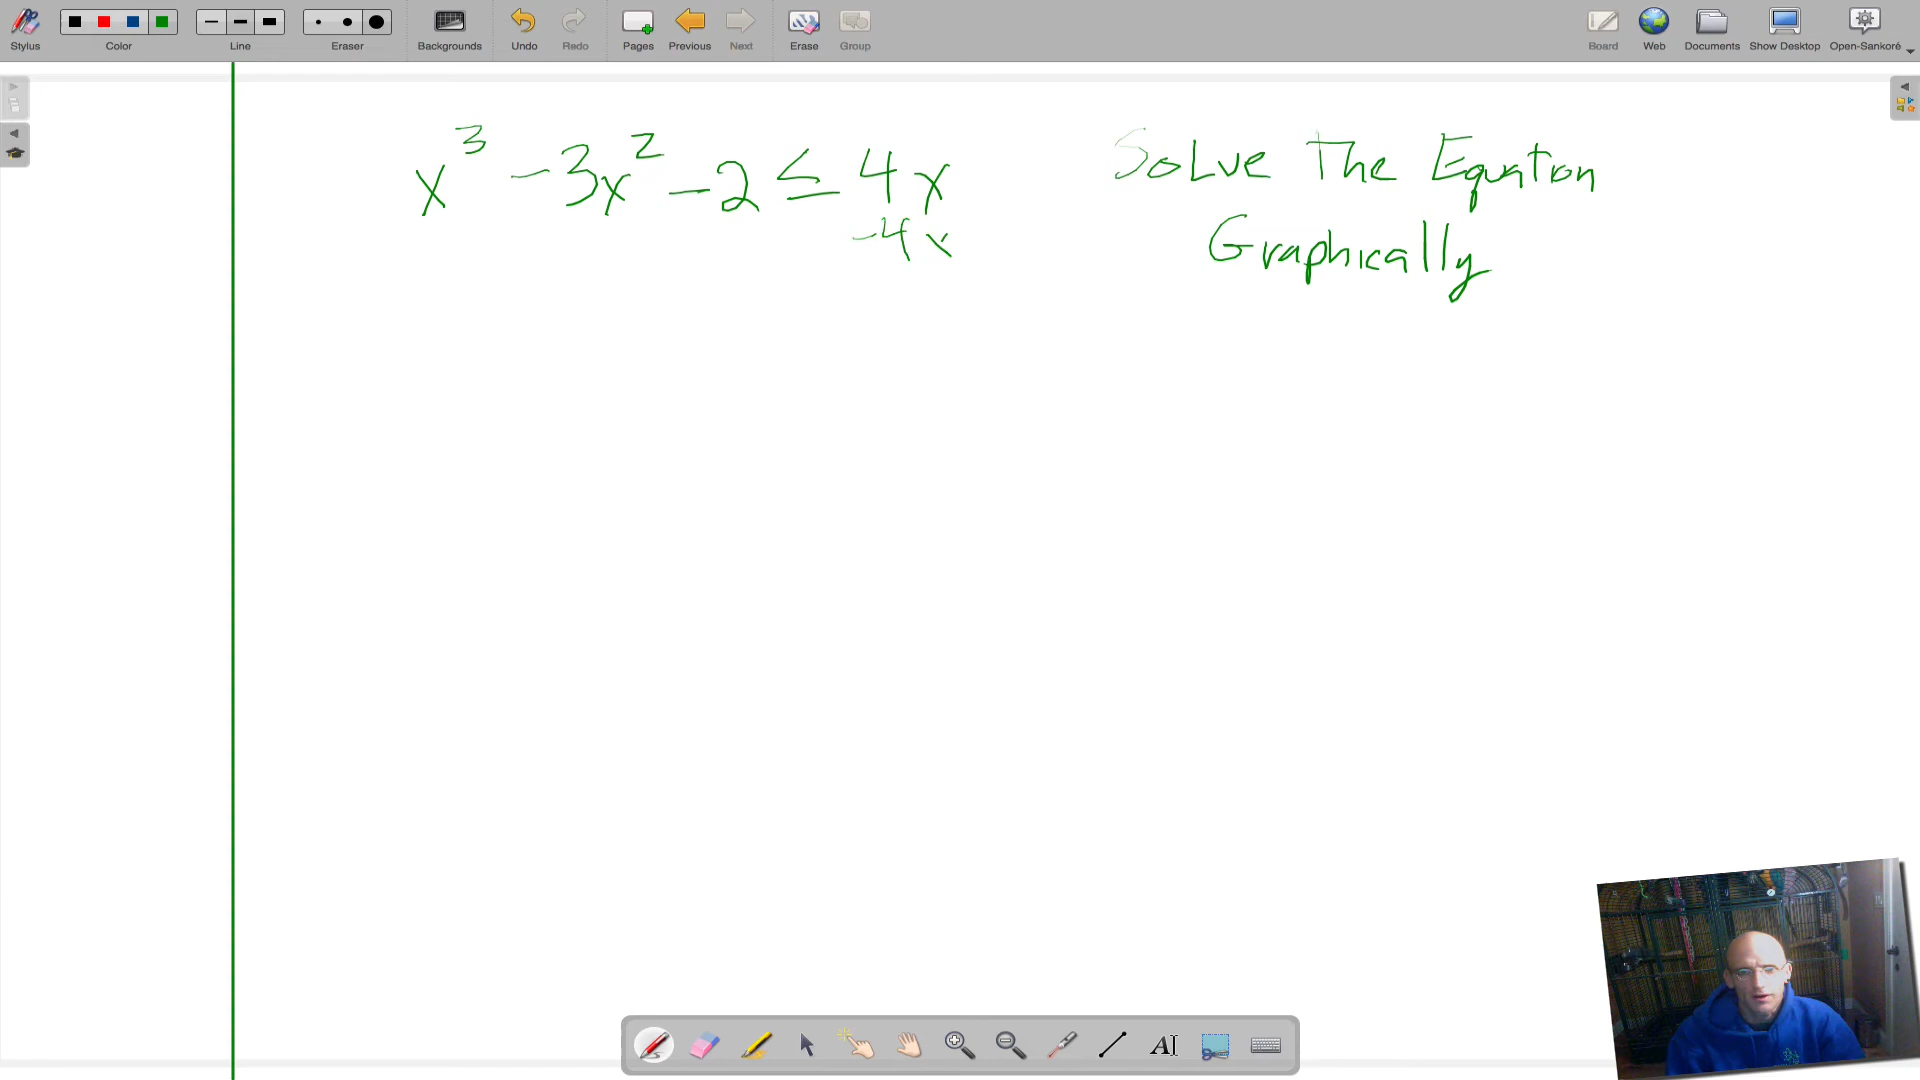 Stylus Color Line Eraser Backgrounds Undo Redo Pages Previous Next Erase Group Board Web Documents Show Desktop Open-Sankoré
x³ -3x² -2 ≤ 4x
-4x
Solve The Equation
Graphically